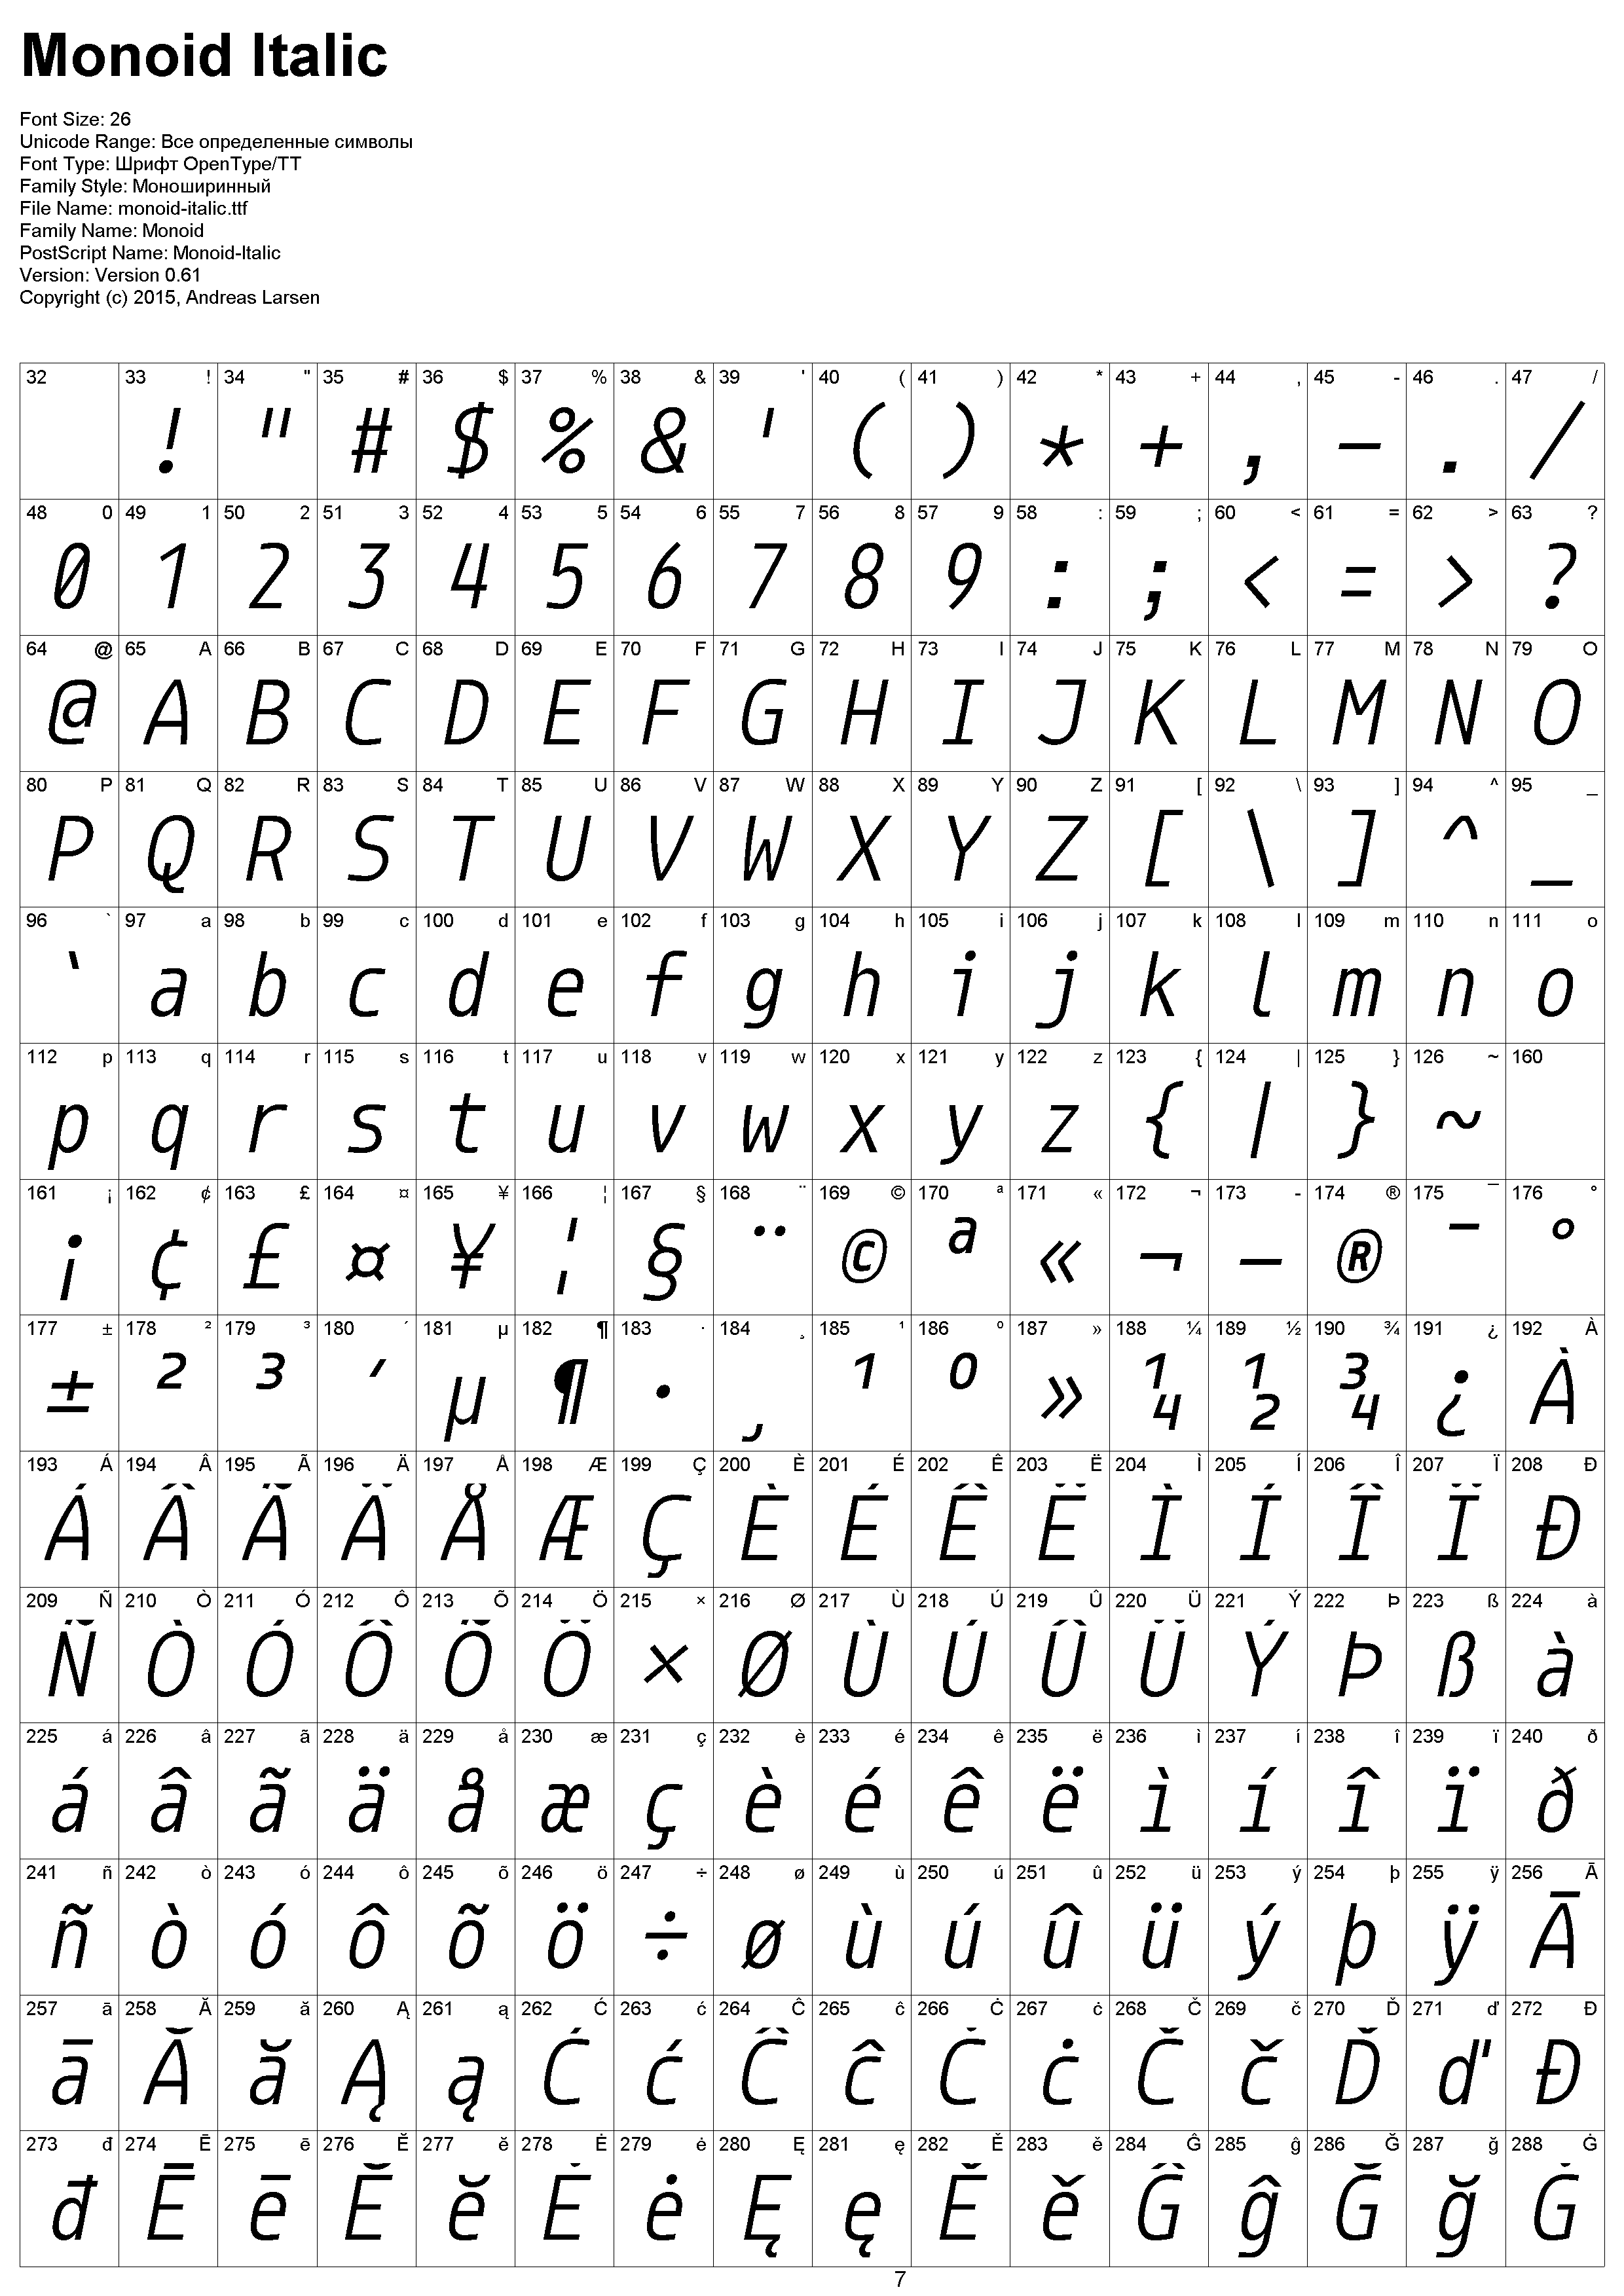 Monoid Italic
Font Size: 26
Unicode Range: Все определенные символы
Font Type: Шрифт OpenType/TT
Family Style: Моноширинный
File Name: monoid-italic.ttf
Family Name: Monoid
PostScript Name: Monoid-Italic
Version: Version 0.61
Copyright (c) 2015, Andreas Larsen
32 33 ! 34 " 35 # 36 $ 37 % 38 & 39 ' 40 ( 41 ) 42 * 43 + 44 , 45 - 46 . 47 /
! " # $ % & ' ( ) * + , - . /
48 0 49 1 50 2 51 3 52 4 53 5 54 6 55 7 56 8 57 9 58 : 59 ; 60 < 61 = 62 > 63 ?
0 1 2 3 4 5 6 7 8 9 : ; < = > ?
64 @ 65 A 66 B 67 C 68 D 69 E 70 F 71 G 72 H 73 I 74 J 75 K 76 L 77 M 78 N 79 O
@ A B C D E F G H I J K L M N O
80 P 81 Q 82 R 83 S 84 T 85 U 86 V 87 W 88 X 89 Y 90 Z 91 [ 92 \ 93 ] 94 ^ 95 _
P Q R S T U V W X Y Z [ \ ] ^ _
96 ` 97 a 98 b 99 c 100 d 101 e 102 f 103 g 104 h 105 i 106 j 107 k 108 l 109 m 110 n 111 o
` a b c d e f g h i j k l m n o
112 p 113 q 114 r 115 s 116 t 117 u 118 v 119 w 120 x 121 y 122 z 123 { 124 | 125 } 126 ~ 160
p q r s t u v w x y z { | } ~
161 ¡ 162 ¢ 163 £ 164 ¤ 165 ¥ 166 ¦ 167 § 168 ¨ 169 © 170 ª 171 « 172 ¬ 173 - 174 ® 175 ¯ 176 °
¡ ¢ £ ¤ ¥ ¦ § ¨ © ª « ¬ - ® ¯ °
177 ± 178 ² 179 ³ 180 ´ 181 µ 182 ¶ 183 · 184 ¸ 185 ¹ 186 º 187 » 188 ¼ 189 ½ 190 ¾ 191 ¿ 192 À
± ² ³ ´ µ ¶ · ¸ ¹ º » ¼ ½ ¾ ¿ À
193 Á 194 Â 195 Ã 196 Ä 197 Å 198 Æ 199 Ç 200 È 201 É 202 Ê 203 Ë 204 Ì 205 Í 206 Î 207 Ï 208 Ð
Á Â Ã Ä Å Æ Ç È É Ê Ë Ì Í Î Ï Ð
209 Ñ 210 Ò 211 Ó 212 Ô 213 Õ 214 Ö 215 × 216 Ø 217 Ù 218 Ú 219 Û 220 Ü 221 Ý 222 Þ 223 ß 224 à
Ñ Ò Ó Ô Õ Ö × Ø Ù Ú Û Ü Ý Þ ß à
225 á 226 â 227 ã 228 ä 229 å 230 æ 231 ç 232 è 233 é 234 ê 235 ë 236 ì 237 í 238 î 239 ï 240 ð
á â ã ä å æ ç è é ê ë ì í î ï ð
241 ñ 242 ò 243 ó 244 ô 245 õ 246 ö 247 ÷ 248 ø 249 ù 250 ú 251 û 252 ü 253 ý 254 þ 255 ÿ 256 Ā
ñ ò ó ô õ ö ÷ ø ù ú û ü ý þ ÿ Ā
257 ā 258 Ă 259 ă 260 Ą 261 ą 262 Ć 263 ć 264 Ĉ 265 ĉ 266 Ċ 267 ċ 268 Č 269 č 270 Ď 271 ď 272 Đ
ā Ă ă Ą ą Ć ć Ĉ ĉ Ċ ċ Č č Ď ď Đ
273 đ 274 Ē 275 ē 276 Ĕ 277 ĕ 278 Ė 279 ė 280 Ę 281 ę 282 Ě 283 ě 284 Ĝ 285 ĝ 286 Ğ 287 ğ 288 Ġ
đ Ē ē Ĕ ĕ Ė ė Ę ę Ě ě Ĝ ĝ Ğ ğ Ġ
7